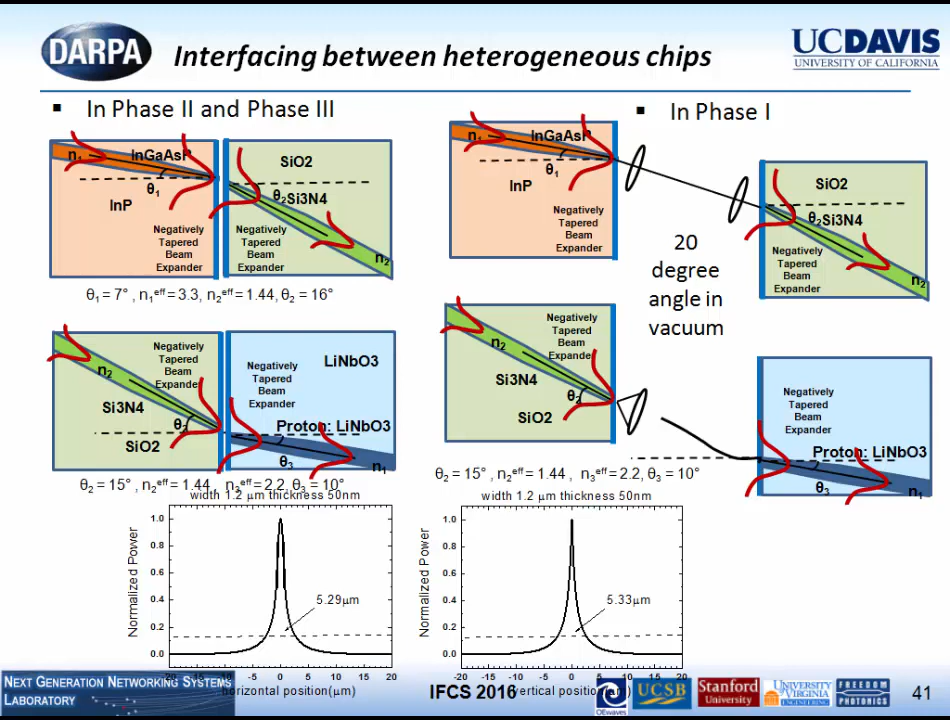 DARPA
Interfacing between heterogeneous chips
UCDAVIS
UNIVERSITY OF CALIFORNIA
▪ In Phase II and Phase III
▪ In Phase I
n1
InGaAsP
θ1
InP
Negatively
Tapered
Beam
Expander
SiO2
θ2
Si3N4
Negatively
Tapered
Beam
Expander
n2
θ1 = 7° , n1eff = 3.3, n2eff = 1.44, θ2 = 16°
n2
Negatively
Tapered
Beam
Expander
Si3N4
θ2
SiO2
Negatively
Tapered
Beam
Expander
LiNbO3
Proton: LiNbO3
θ3
n1
θ2 = 15° , n2eff = 1.44 , n3eff = 2.2, θ3 = 10°
n1
InGaAsP
θ1
InP
Negatively
Tapered
Beam
Expander
SiO2
θ2
Si3N4
Negatively
Tapered
Beam
Expander
n2
20
degree
angle in
vacuum
n2
Negatively
Tapered
Beam
Expander
Si3N4
θ2
SiO2
Negatively
Tapered
Beam
Expander
Proton: LiNbO3
θ3
n1
θ2 = 15° , n2eff = 1.44 , n3eff = 2.2, θ3 = 10°
width 1.2 μm thickness 50nm
Normalized Power
1.0
0.8
0.6
0.4
0.2
0.0
5.29μm
-20 -15 -10 -5 0 5 10 15 20
horizontal position(μm)
width 1.2 μm thickness 50nm
Normalized Power
1.0
0.8
0.6
0.4
0.2
0.0
5.33μm
-20 -15 -10 -5 0 5 10 15 20
vertical position(μm)
NEXT GENERATION NETWORKING SYSTEMS
LABORATORY
IFCS 2016
OEwaves
UCSB
Stanford
University
UNIVERSITY
VIRGINIA
ENGINEERING
FREEDOM
PHOTONICS
41